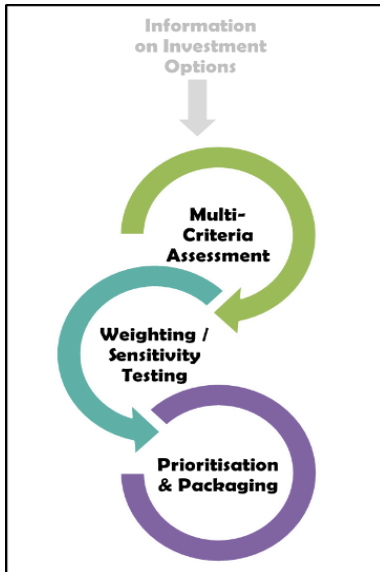 Information
on Investment
Options
Multi-
Criteria
Assessment
Weighting /
Sensitivity
Testing
Prioritisation
& Packaging